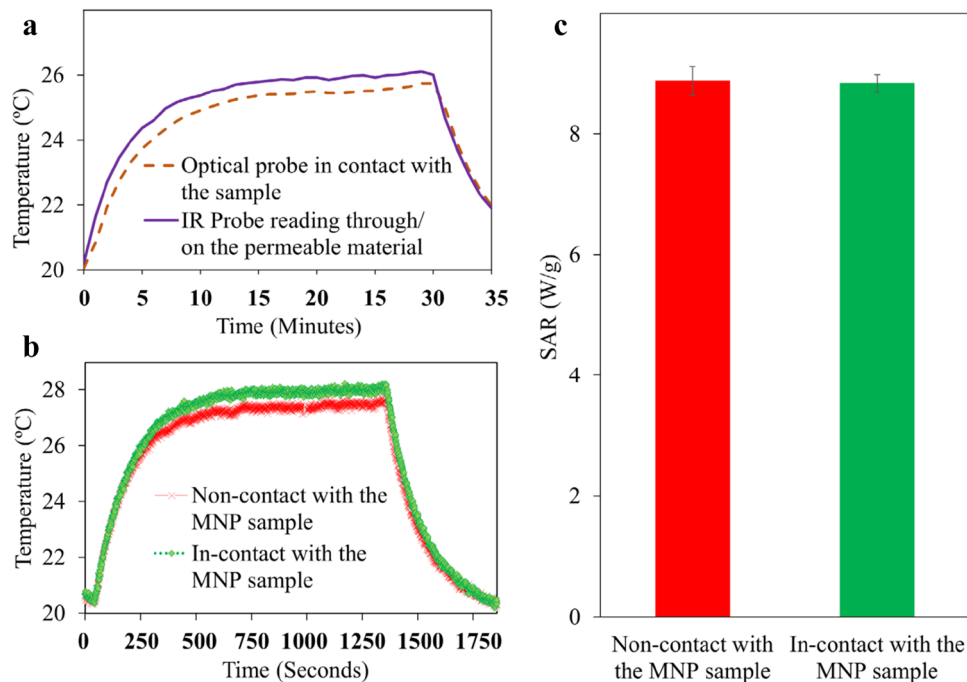 a
Temperature (ºC)
28
26
24
22
20
Optical probe in contact with
the sample
IR Probe reading through/
on the permeable material
0 5 10 15 20 15 30 35
Time (Minutes)
b
Temperature (ºC)
28
26
24
22
20
Non-contact with the
MNP sample
In-contact with the
MNP sample
0 250 500 750 1000 1250 1500 1750
Time (Seconds)
c
SAR (W/g)
8
6
4
2
0
Non-contact with
the MNP sample
In-contact with the
MNP sample